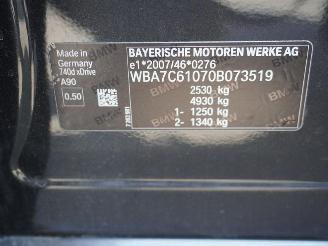 Made in
Germany
740d xDrive
A90
0.50
BAYERISCHE MOTOREN WERKE AG
e1*2007/46*0276
WBA7C61070B073519
2530 kg
4930 kg
1- 1250 kg
2- 1340 kg